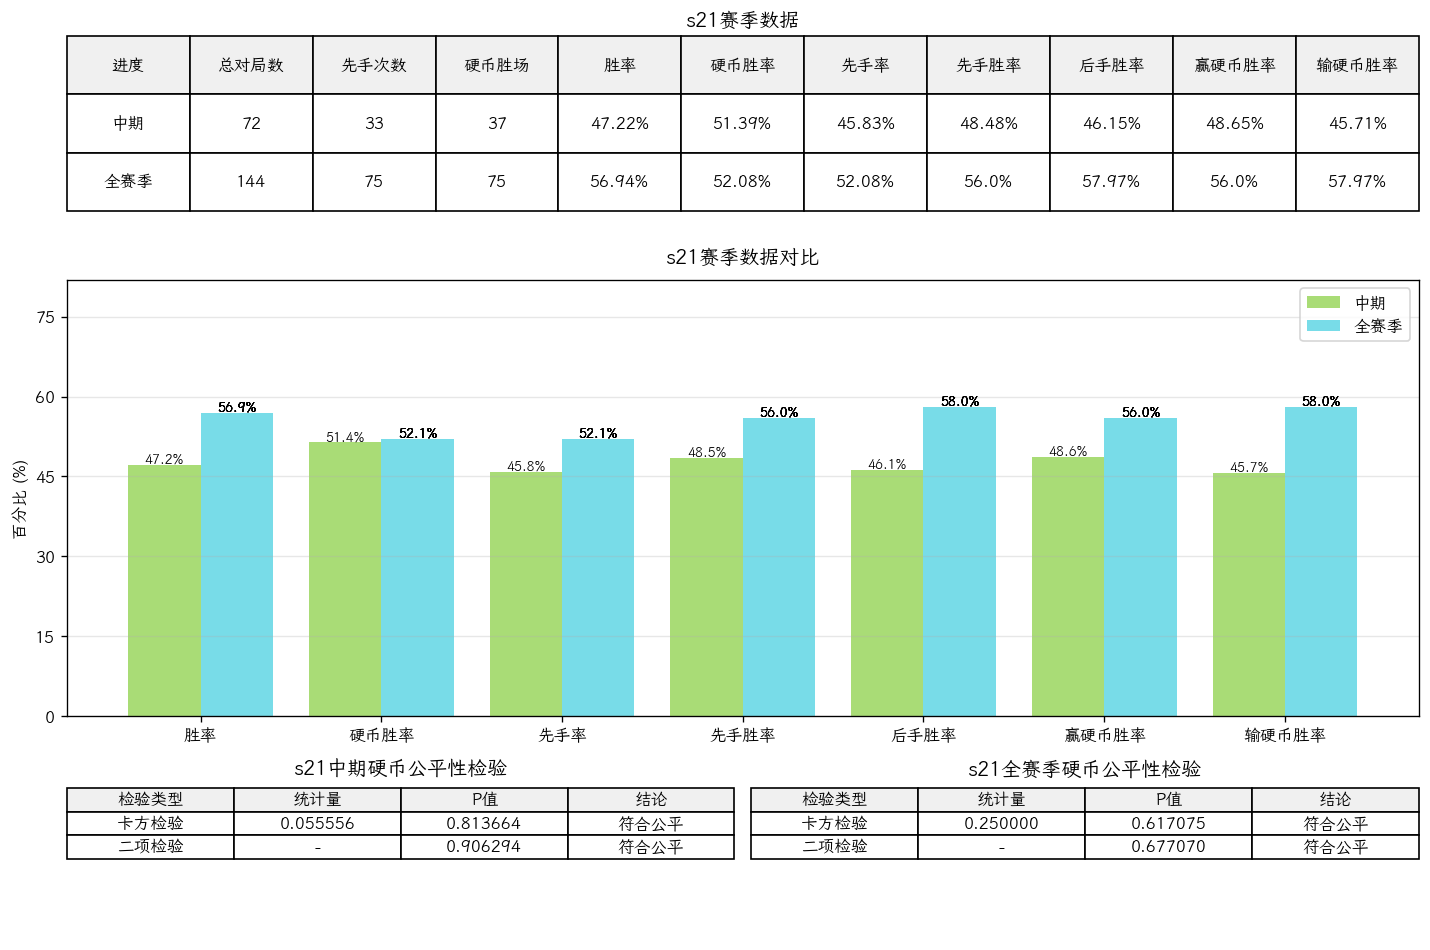 s21赛季数据
进度 总对局数 先手次数 硬币胜场 胜率 硬币胜率 先手率 先手胜率 后手胜率 赢硬币胜率 输硬币胜率
中期 72 33 37 47.22% 51.39% 45.83% 48.48% 46.15% 48.65% 45.71%
全赛季 144 75 75 56.94% 52.08% 52.08% 56.0% 57.97% 56.0% 57.97%
s21赛季数据对比
百分比 (%)
75
60
45
30
15
0
中期
全赛季
47.2% 56.9% 51.4% 52.1% 45.8% 52.1% 48.5% 56.0% 46.1% 58.0% 48.6% 56.0% 45.7% 58.0%
胜率 硬币胜率 先手率 先手胜率 后手胜率 赢硬币胜率 输硬币胜率
s21中期硬币公平性检验
检验类型 统计量 P值 结论
卡方检验 0.055556 0.813664 符合公平
二项检验 - 0.906294 符合公平
s21全赛季硬币公平性检验
检验类型 统计量 P值 结论
卡方检验 0.250000 0.617075 符合公平
二项检验 - 0.677070 符合公平